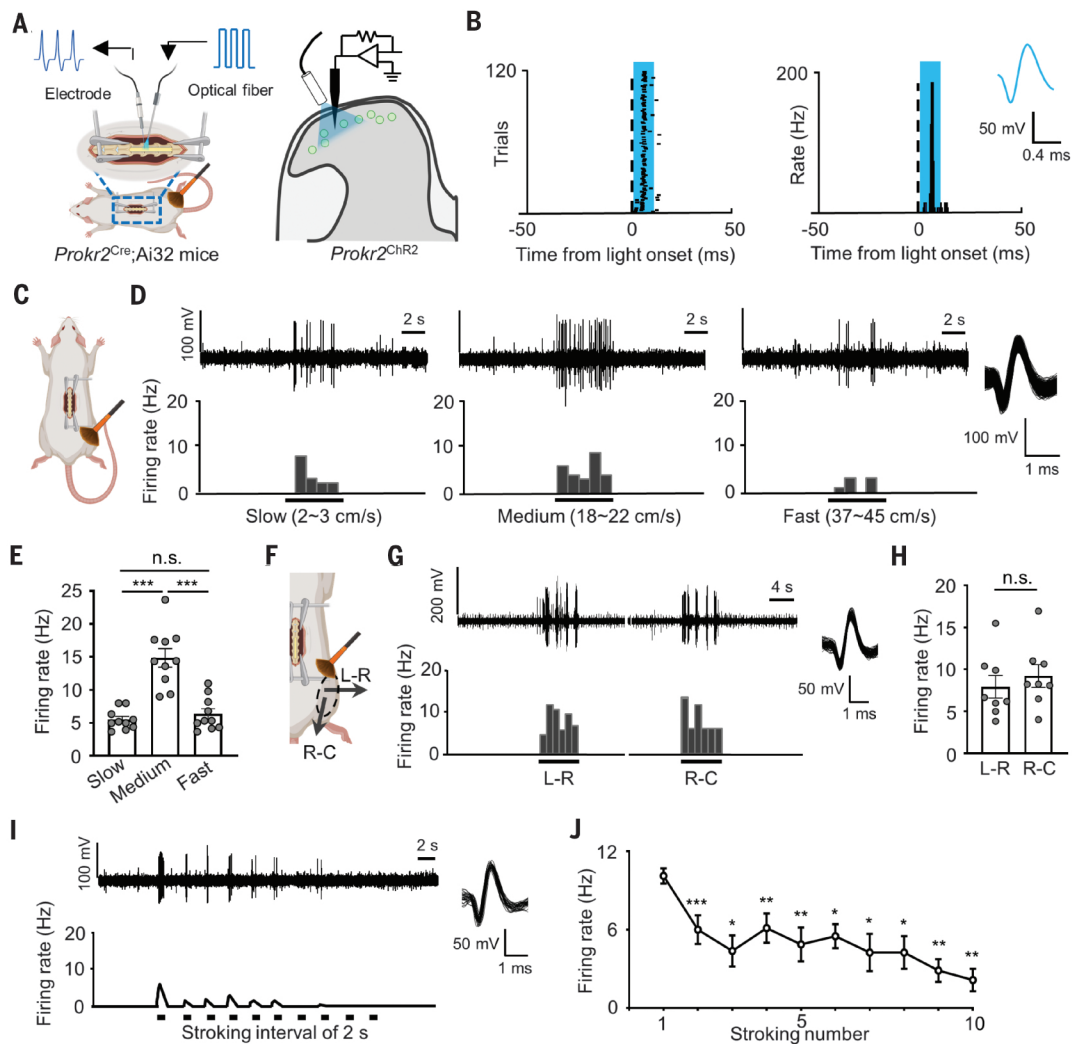 A
Electrode
Optical fiber
Prokr2Cre;Ai32 mice
Prokr2ChR2
B
120
Trials
-50
0
50
Time from light onset (ms)
200
Rate (Hz)
0
-50
0
50
Time from light onset (ms)
50 mV
0.4 ms
C
D
100 mV
2 s
2 s
2 s
Firing rate (Hz)
20
10
0
20
10
0
20
10
0
Slow (2~3 cm/s)
Medium (18~22 cm/s)
Fast (37~45 cm/s)
100 mV
1 ms
E
n.s.
***
***
Firing rate (Hz)
25
20
15
10
5
0
Slow
Medium
Fast
F
L-R
R-C
G
200 mV
4 s
Firing rate (Hz)
20
10
0
L-R
R-C
50 mV
1 ms
H
n.s.
Firing rate (Hz)
20
15
10
5
0
L-R
R-C
I
100 mV
2 s
Firing rate (Hz)
20
10
0
Stroking interval of 2 s
50 mV
1 ms
J
Firing rate (Hz)
12
6
0
***
*
**
**
*
*
*
**
**
1
5
10
Stroking number